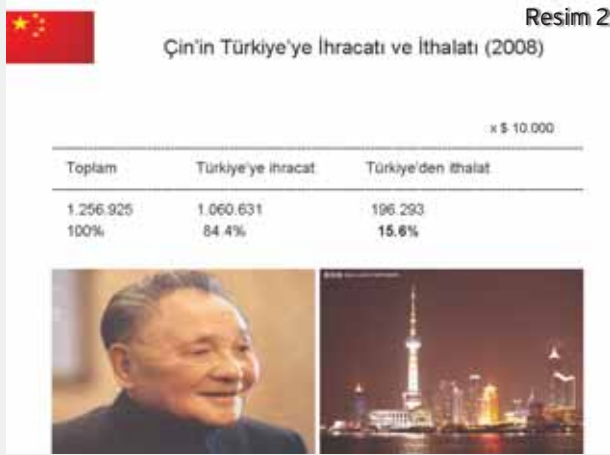 Resim 2
Çin'in Türkiye'ye İhracatı ve İthalatı (2008)
x $ 10.000
Toplam Türkiye'ye ihracat Türkiye'den ithalat
1.256.925 1.060.631 196.293
100% 84.4% 15.6%